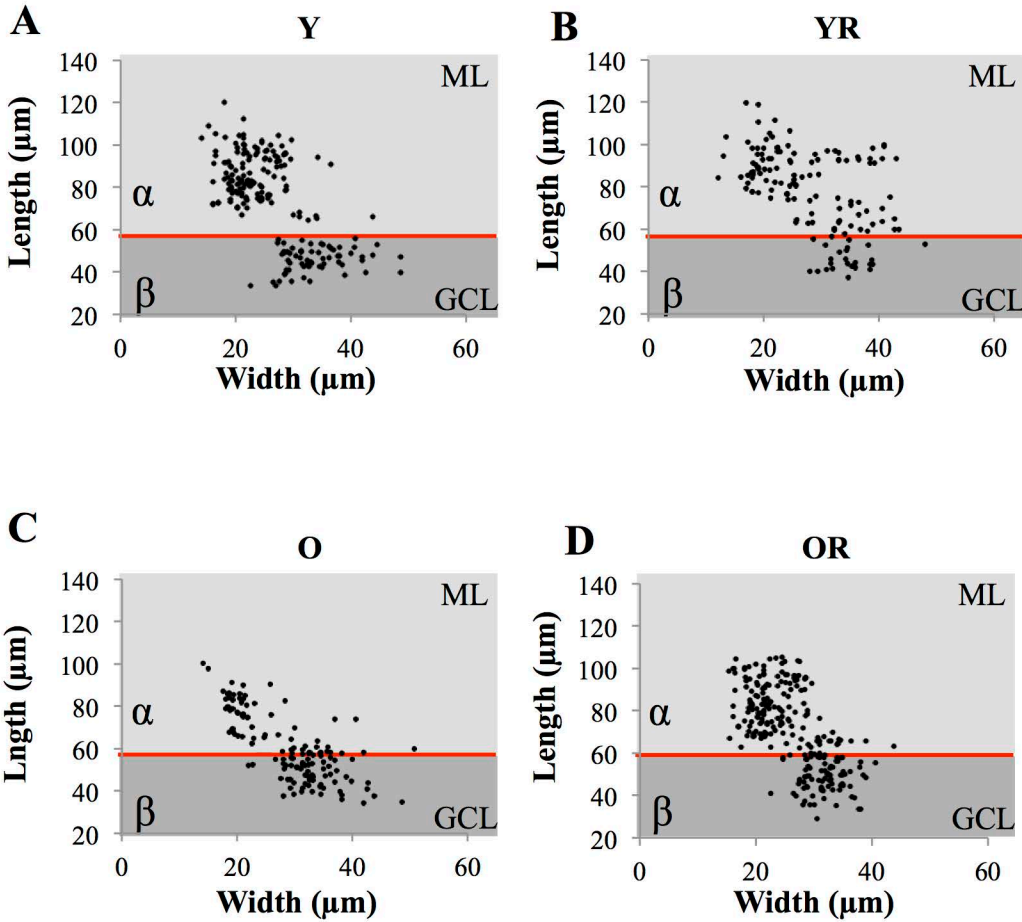 A
Y
140
ML
120
100
80
α
60
40
β
GCL
20
0
20
40
60
Length (µm)
Width (µm)
B
YR
140
ML
120
100
80
α
60
40
β
GCL
20
0
20
40
60
Length (µm)
Width (µm)
C
O
140
ML
120
100
80
α
60
40
β
GCL
20
0
20
40
60
Lngth (µm)
Width (µm)
D
OR
140
ML
120
100
80
α
60
40
β
GCL
20
0
20
40
60
Length (µm)
Width (µm)